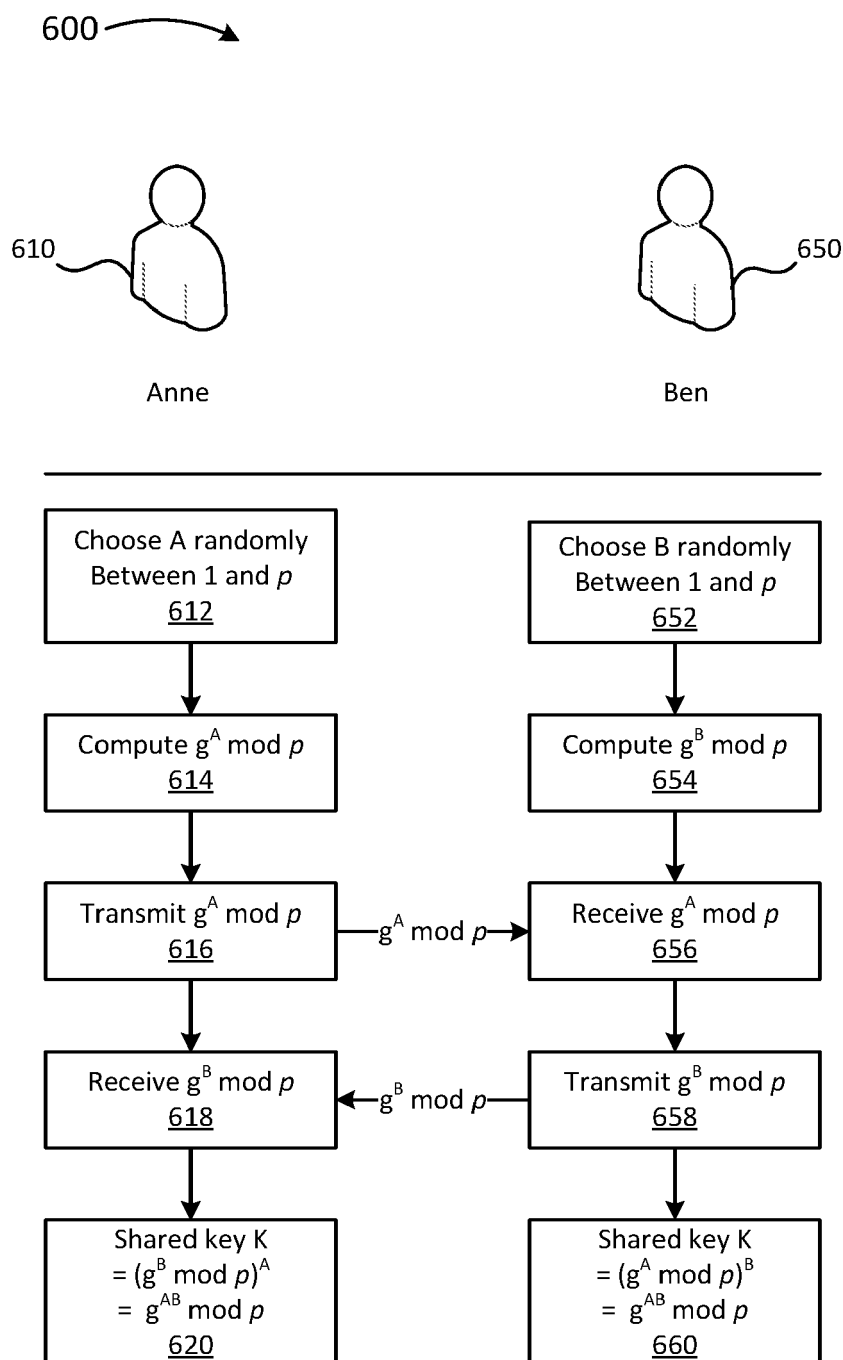 600
610
650
Anne
Ben
Choose A randomly
Between 1 and p
612
Choose B randomly
Between 1 and p
652
Compute g^A mod p
614
Compute g^B mod p
654
Transmit g^A mod p
616
g^A mod p
Receive g^A mod p
656
Receive g^B mod p
618
g^B mod p
Transmit g^B mod p
658
Shared key K
= (g^B mod p)^A
= g^AB mod p
620
Shared key K
= (g^A mod p)^B
= g^AB mod p
660